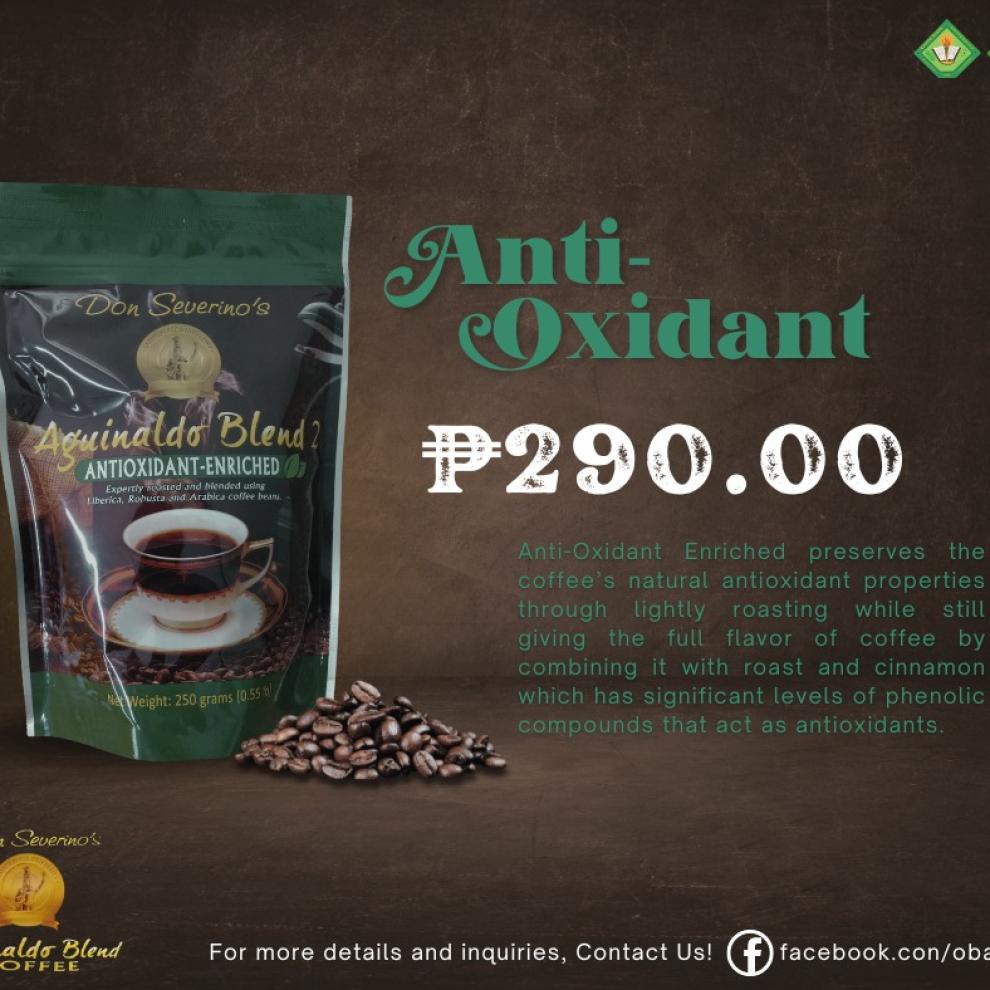 Don Severino's
Aguinaldo Blend 2
ANTIOXIDANT-ENRICHED
Expertly roasted and blended using
Liberica, Robusta and Arabica coffee beans.
Net Weight: 250 grams (0.55 lb)
Anti-
Oxidant
₱290.00
Anti-Oxidant Enriched preserves the
coffee's natural antioxidant properties
through lightly roasting while still
giving the full flavor of coffee by
combining it with roast and cinnamon
which has significant levels of phenolic
compounds that act as antioxidants.
Severino's
Blend
OFFEE
For more details and inquiries, Contact Us!
facebook.con/oba